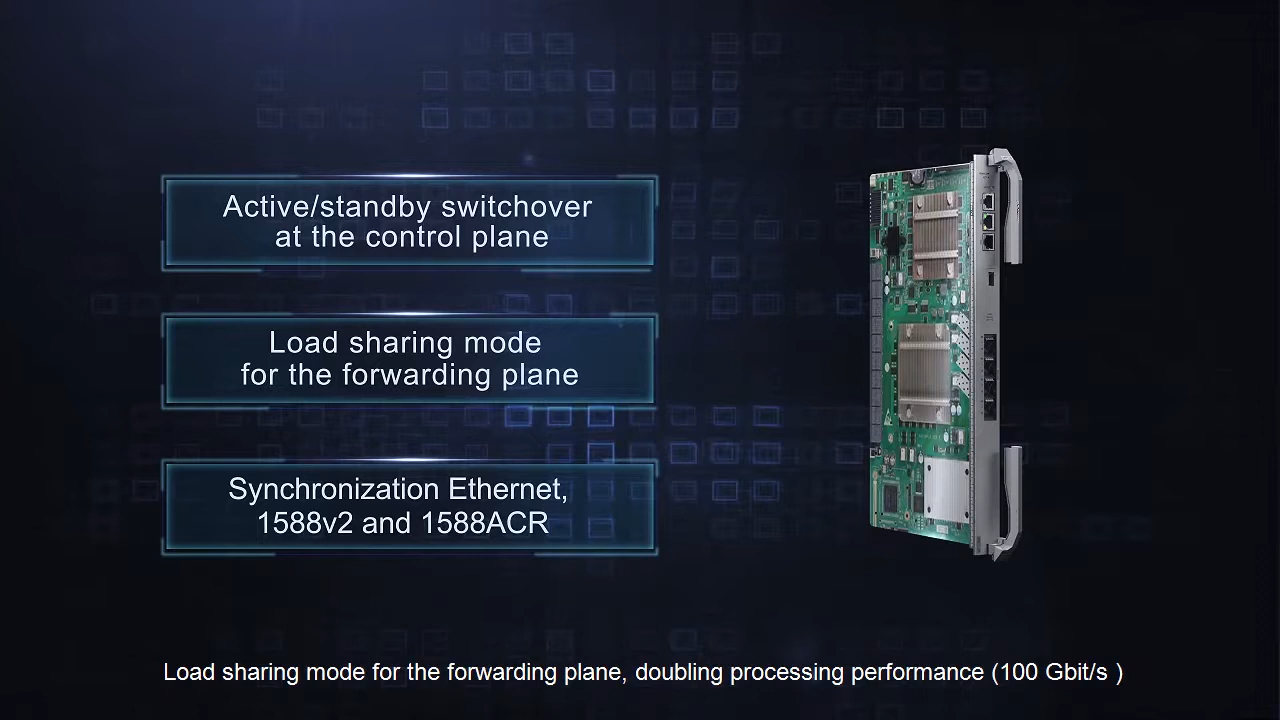 Active/standby switchover
at the control plane
Load sharing mode
for the forwarding plane
Synchronization Ethernet,
1588v2 and 1588ACR
Load sharing mode for the forwarding plane, doubling processing performance (100 Gbit/s )